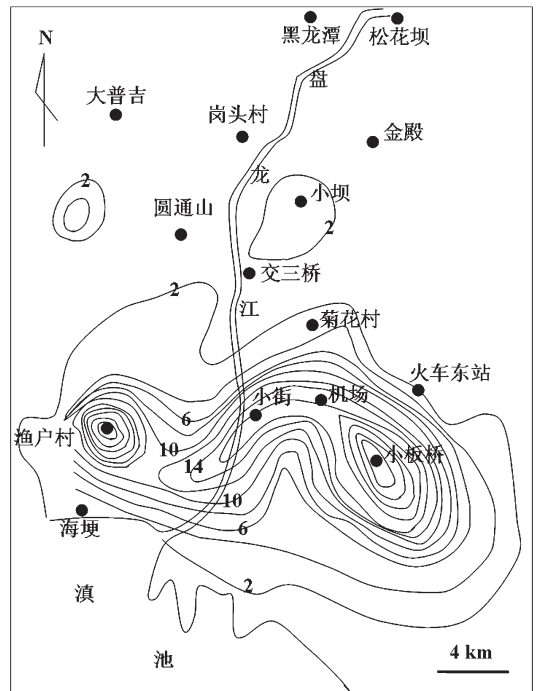 黑龙潭
松花坝
N
盘
大普吉
岗头村
金殿
龙
2
小坝
圆通山
2
交三桥
2
江
菊花村
火车东站
小街
机场
6
渔户村
10
14
小板桥
10
海埂
6
2
滇
池
4 km